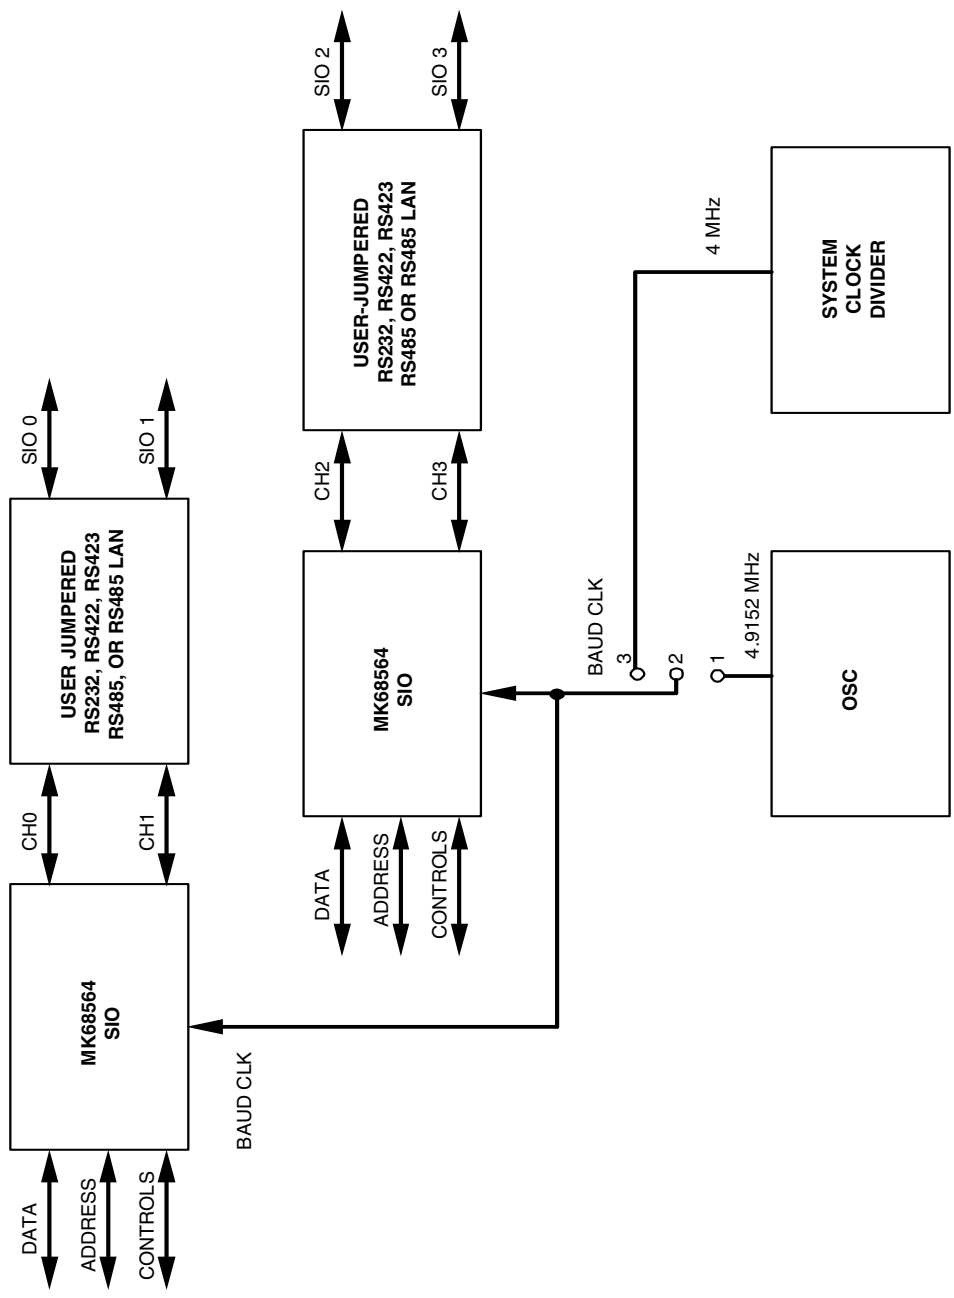 DATA
ADDRESS
CONTROLS
MK68564
SIO
CH0
CH1
USER JUMPERED
RS232, RS422, RS423
RS485, OR RS485 LAN
SIO 0
SIO 1
BAUD CLK
DATA
ADDRESS
CONTROLS
MK68564
SIO
CH2
CH3
USER-JUMPERED
RS232, RS422, RS423
RS485 OR RS485 LAN
SIO 2
SIO 3
BAUD CLK
3
2
1
4.9152 MHz
4 MHz
OSC
SYSTEM
CLOCK
DIVIDER